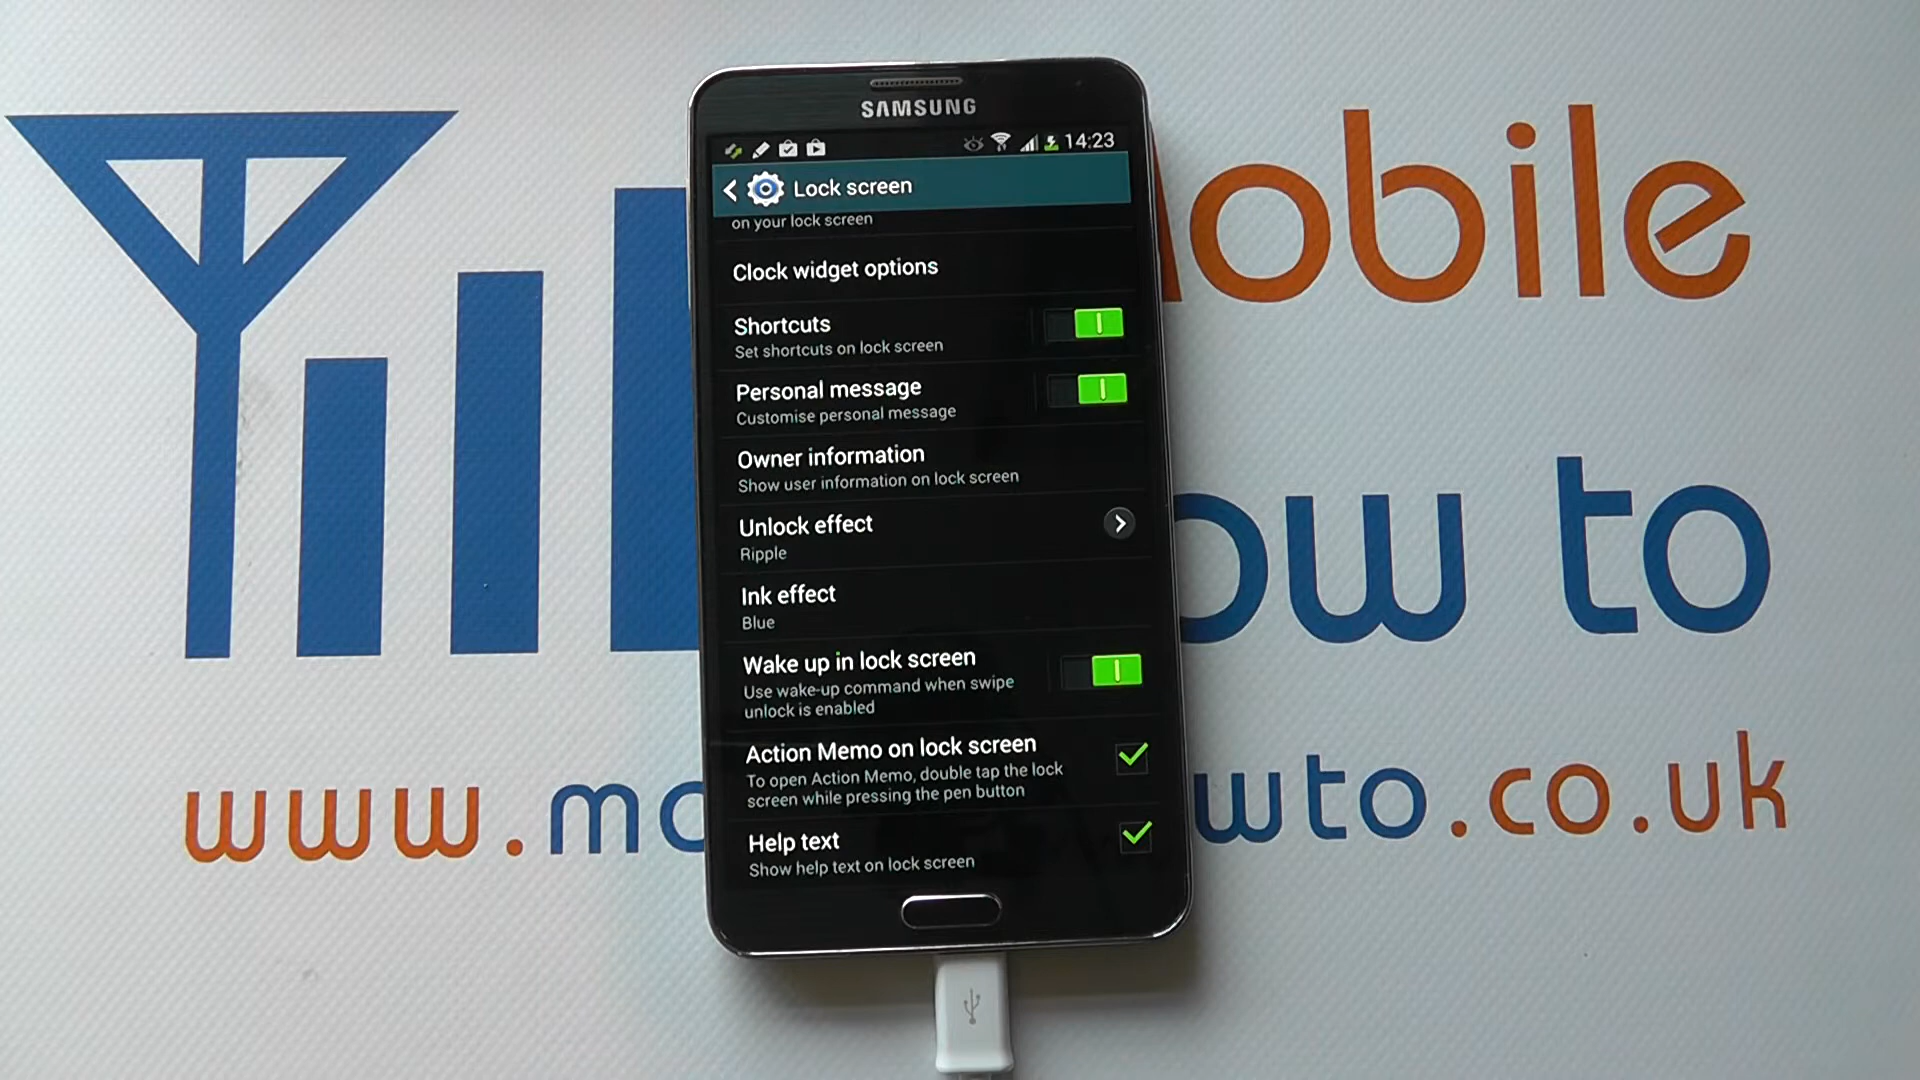 SAMSUNG
14:23
Lock screen
on your lock screen
Clock widget options
Shortcuts
Set shortcuts on lock screen
Personal message
Customise personal message
Owner information
Show user information on lock screen
Unlock effect
Ripple
Ink effect
Blue
Wake up in lock screen
Use wake-up command when swipe
unlock is enabled
Action Memo on lock screen
To open Action Memo, double tap the lock
screen while pressing the pen button
Help text
Show help text on lock screen
obile
ow to
www.mo wto.co.uk